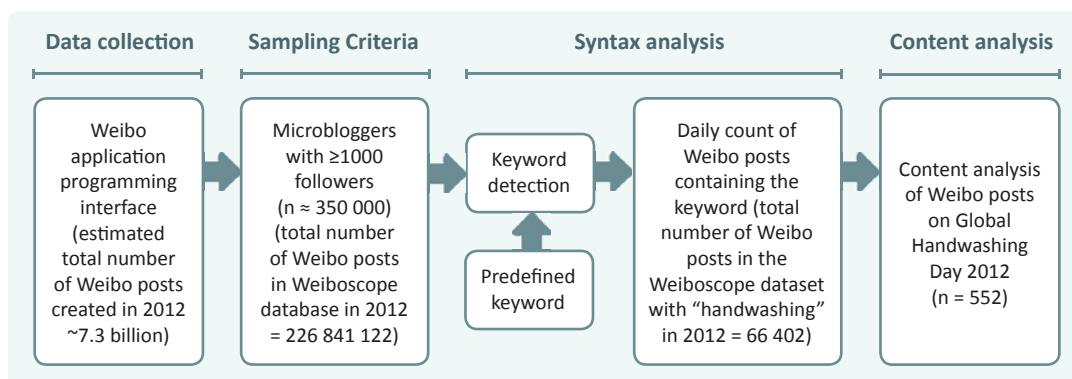 Data collection
Sampling Criteria
Syntax analysis
Content analysis
Weibo
application
programming
interface
(estimated
total number
of Weibo posts
created in 2012
~7.3 billion)
Microbloggers
with ≥1000
followers
(n ≈ 350 000)
(total number
of Weibo posts
in Weiboscope
database in 2012
= 226 841 122)
Keyword
detection
Predefined
keyword
Daily count of
Weibo posts
containing the
keyword (total
number of Weibo
posts in the
Weiboscope dataset
with “handwashing”
in 2012 = 66 402)
Content analysis
of Weibo posts
on Global
Handwashing
Day 2012
(n = 552)